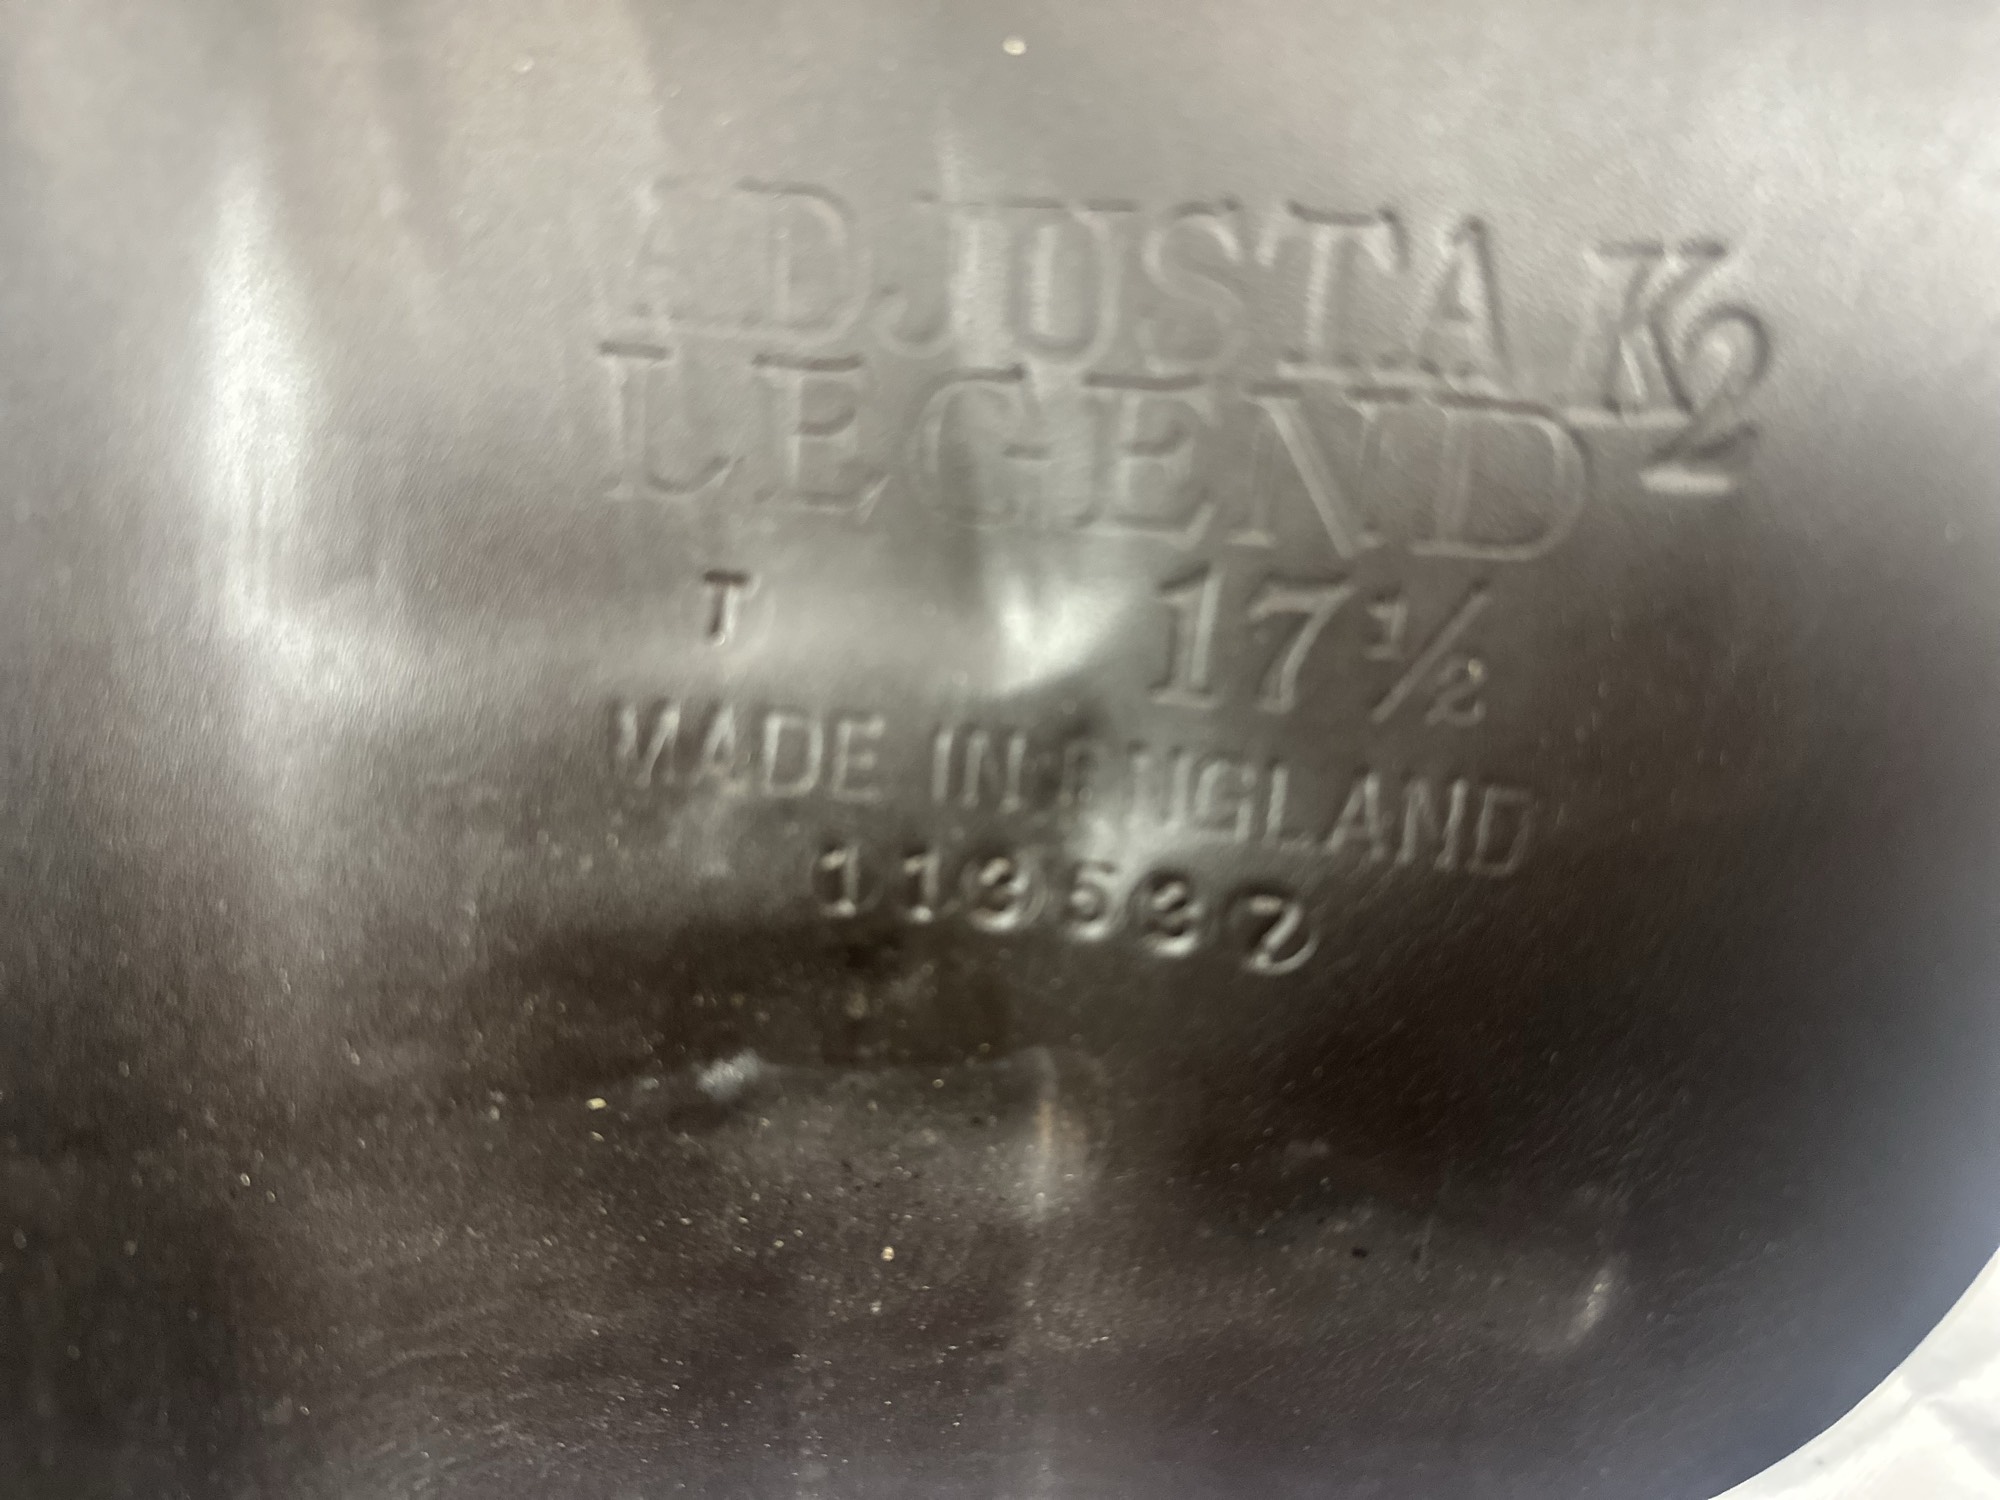 ADJUSTA K2
LEGEND
T 17½
MADE IN ENGLAND
113537